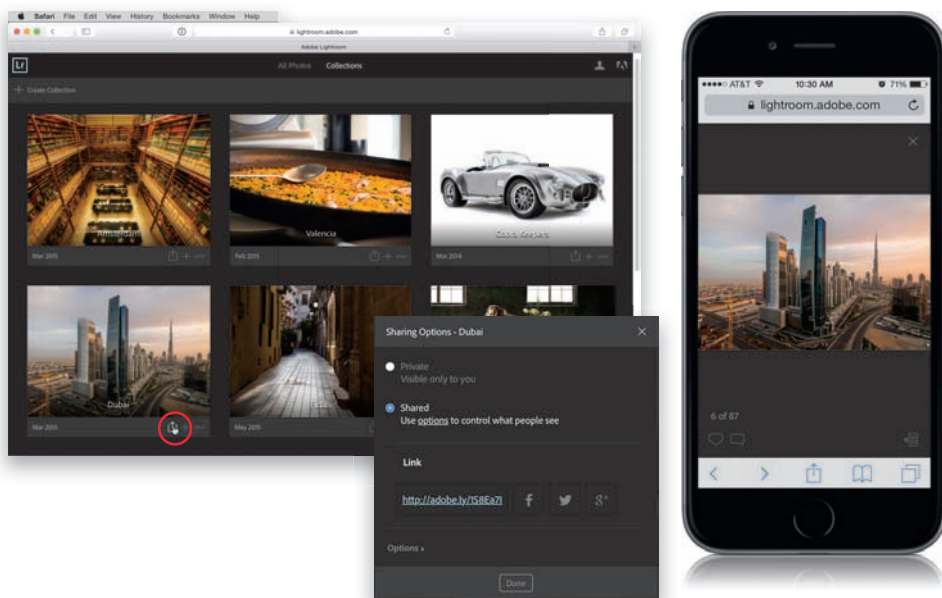 Safari File Edit View History Bookmarks Window Help
lightroom.adobe.com
Adobe Lightroom
Lr
All Photos Collections
+ Create Collection
Amsterdam
Mar 2015
Valencia
Feb 2015
Cobra Keepers
Mar 2014
Dubai
Mar 2015
May 2015
Sharing Options - Dubai
Private
Visible only to you
Shared
Use options to control what people see
Link
http://adobe.ly/1S8Ea7I
Options
Done
AT&T 10:30 AM 71%
lightroom.adobe.com
6 of 87